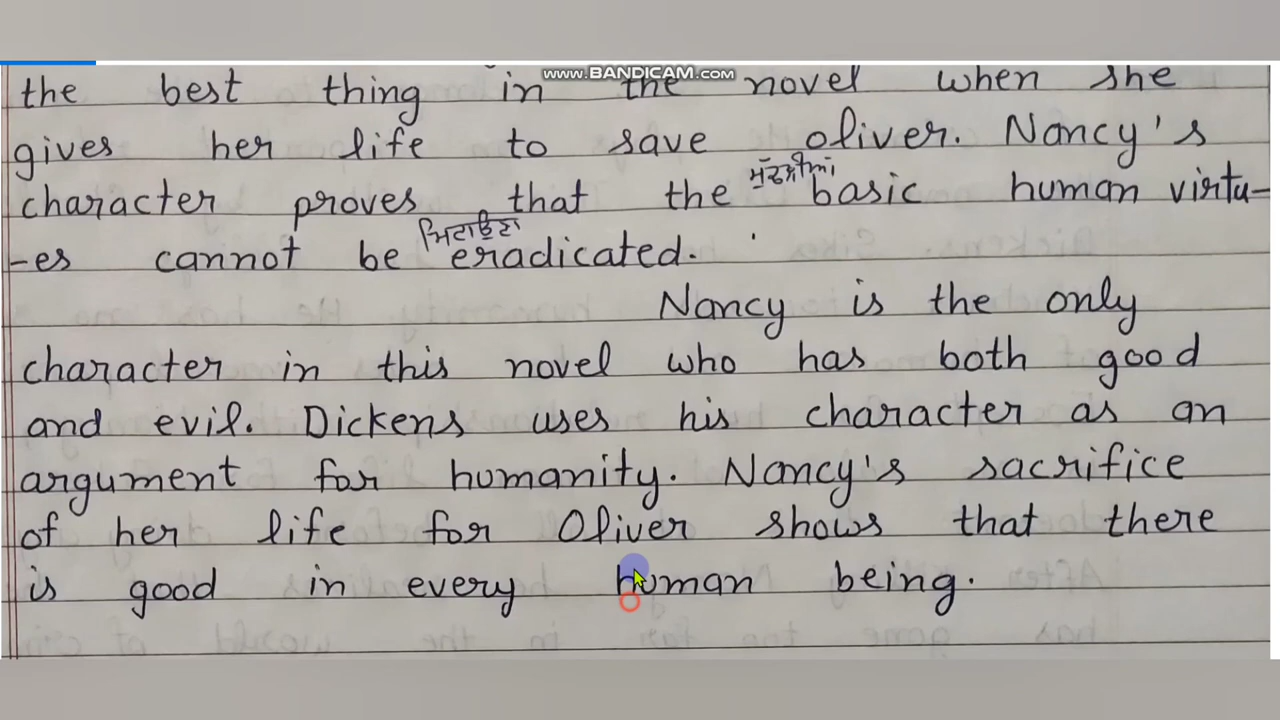 www.BANDICAM.com
the best thing in the novel when she
gives her life to save oliver. Nancy's
ਮੁੱਢਲੀਆਂ
character proves that the basic human virtu-
ਮਿਟਾਉਣਾ
-es cannot be eradicated.
Nancy is the only
character in this novel who has both good
and evil. Dickens uses his character as an
argument for humanity. Nancy's sacrifice
of her life for Oliver shows that there
is good in every human being.